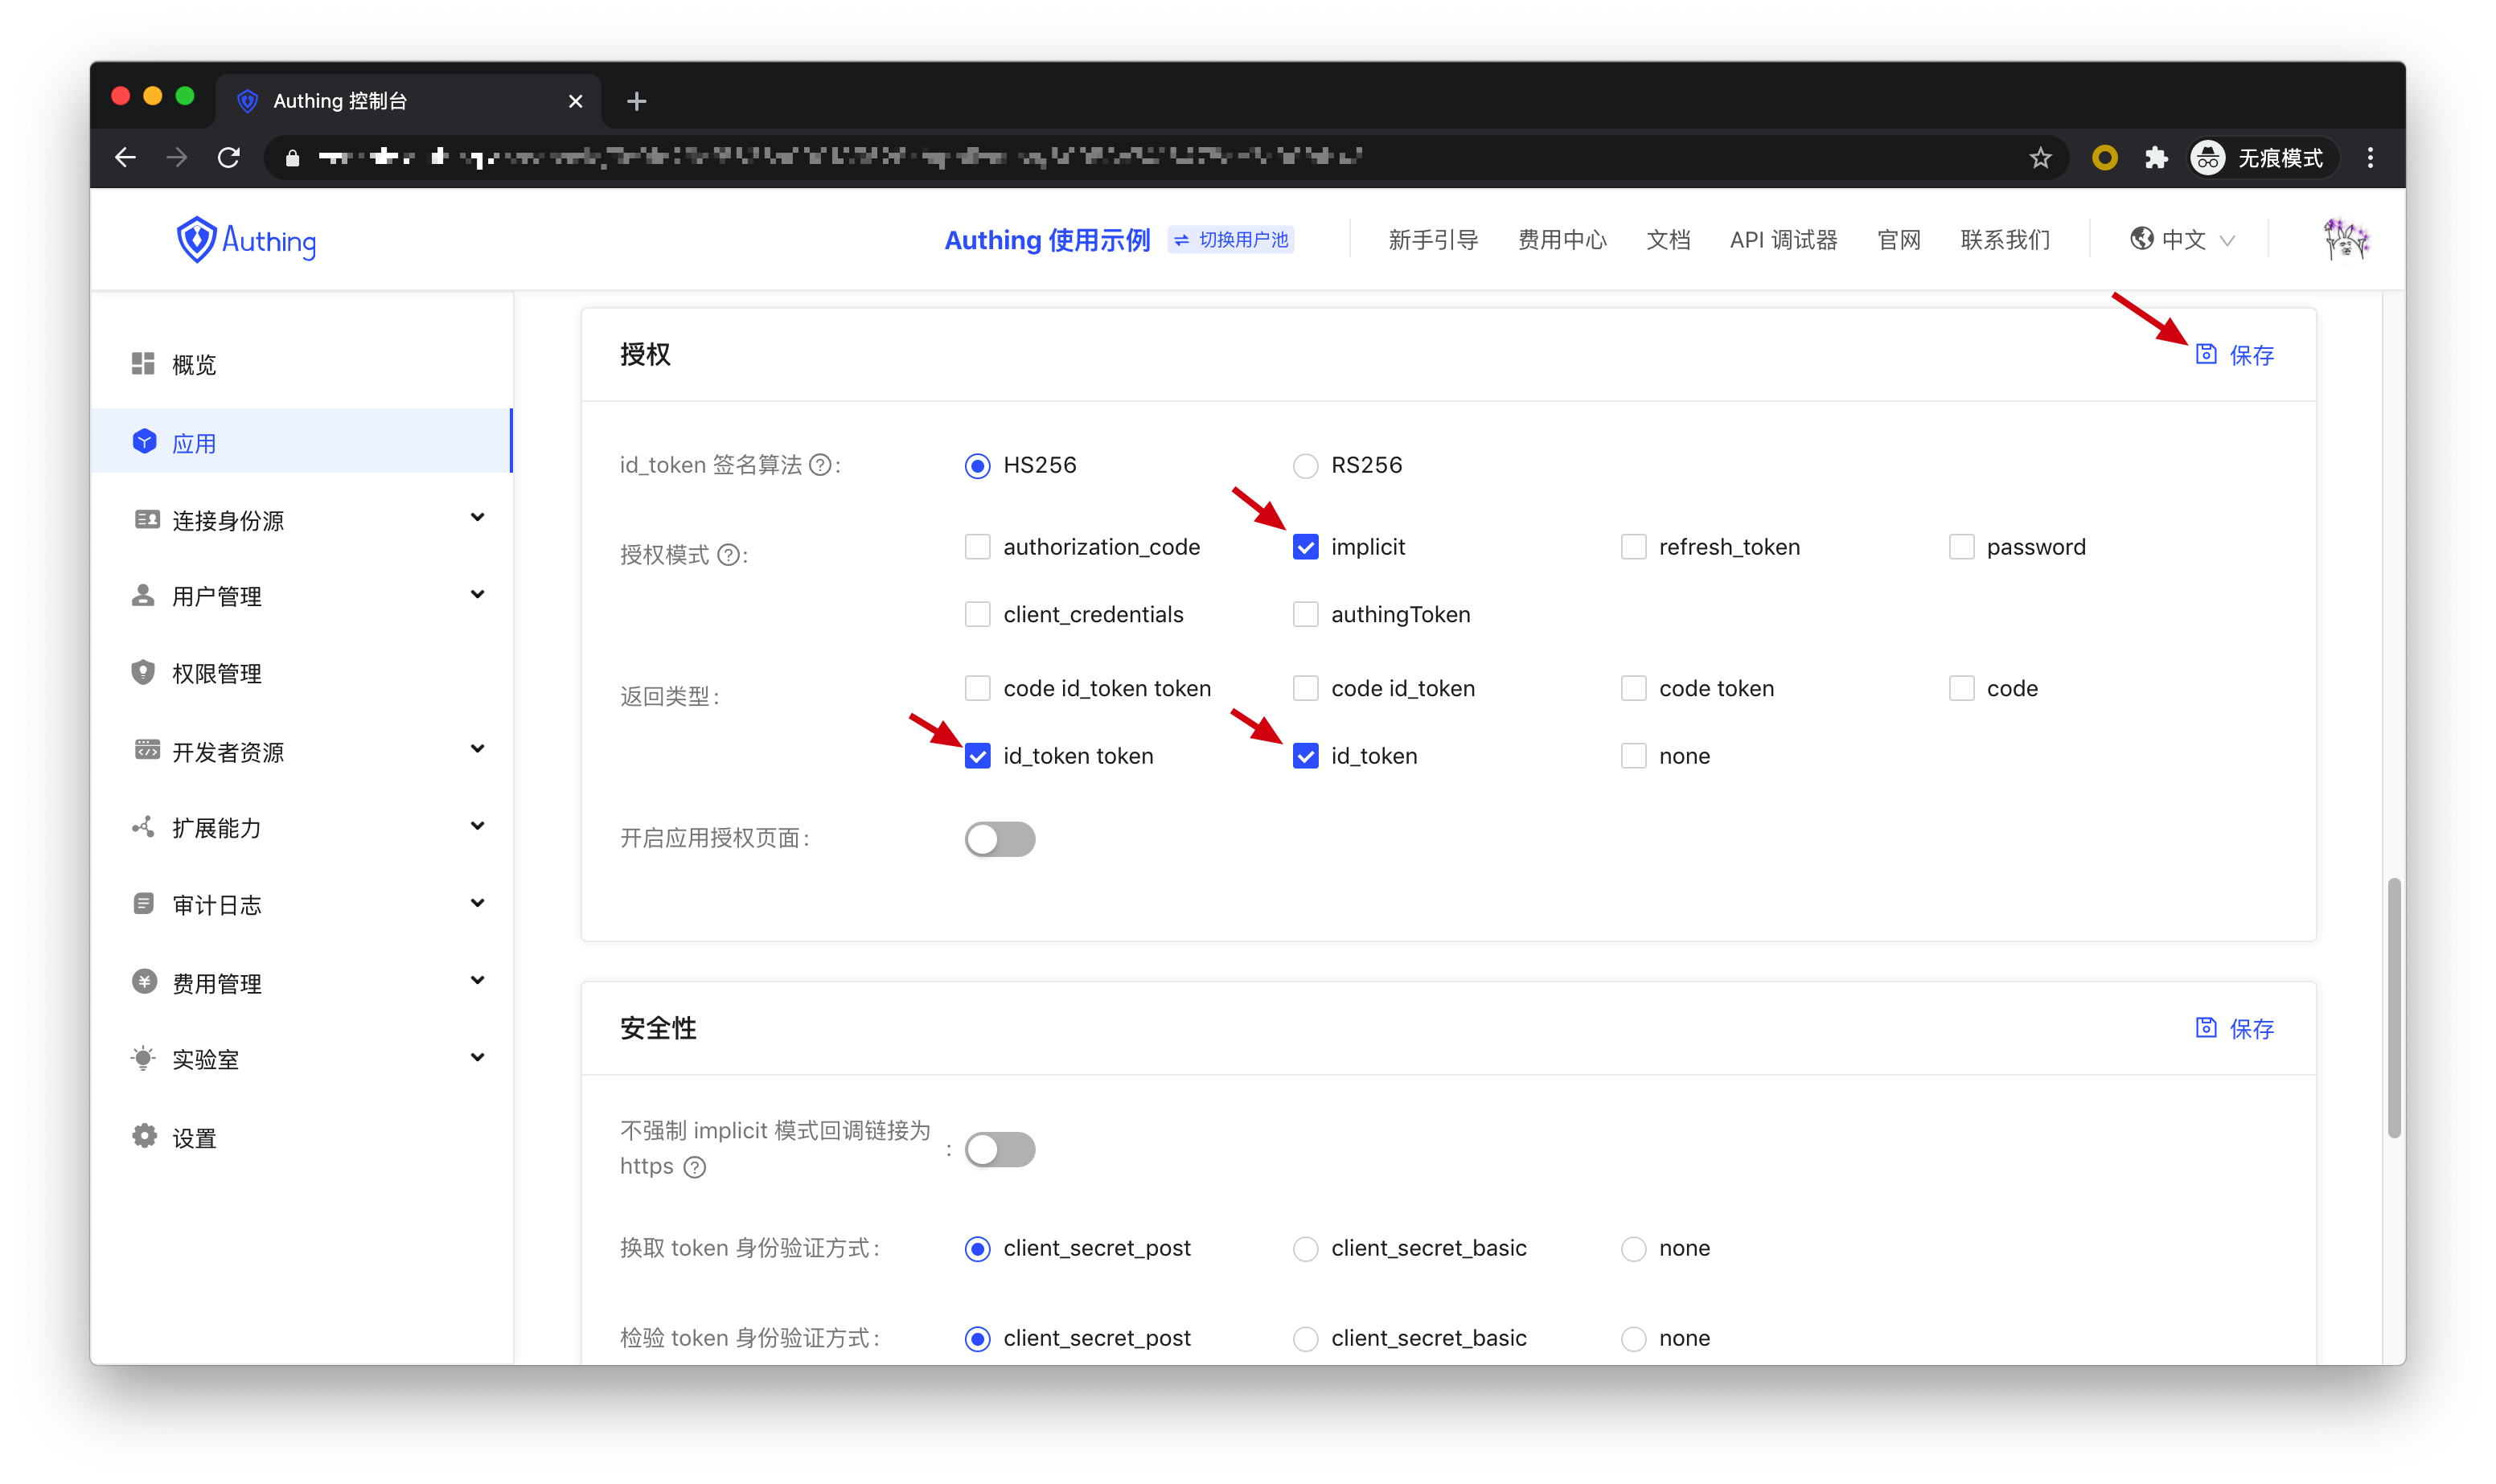 Authing 控制台
无痕模式
Authing
Authing 使用示例
切换用户池
新手引导
费用中心
文档
API 调试器
官网
联系我们
中文
概览
应用
连接身份源
用户管理
权限管理
开发者资源
扩展能力
审计日志
费用管理
实验室
设置
授权
保存
id_token 签名算法 ? :
HS256
RS256
授权模式 ? :
authorization_code
implicit
refresh_token
password
client_credentials
authingToken
返回类型 :
code id_token token
code id_token
code token
code
id_token token
id_token
none
开启应用授权页面 :
安全性
保存
不强制 implicit 模式回调链接为
https ? :
换取 token 身份验证方式 :
client_secret_post
client_secret_basic
none
检验 token 身份验证方式 :
client_secret_post
client_secret_basic
none